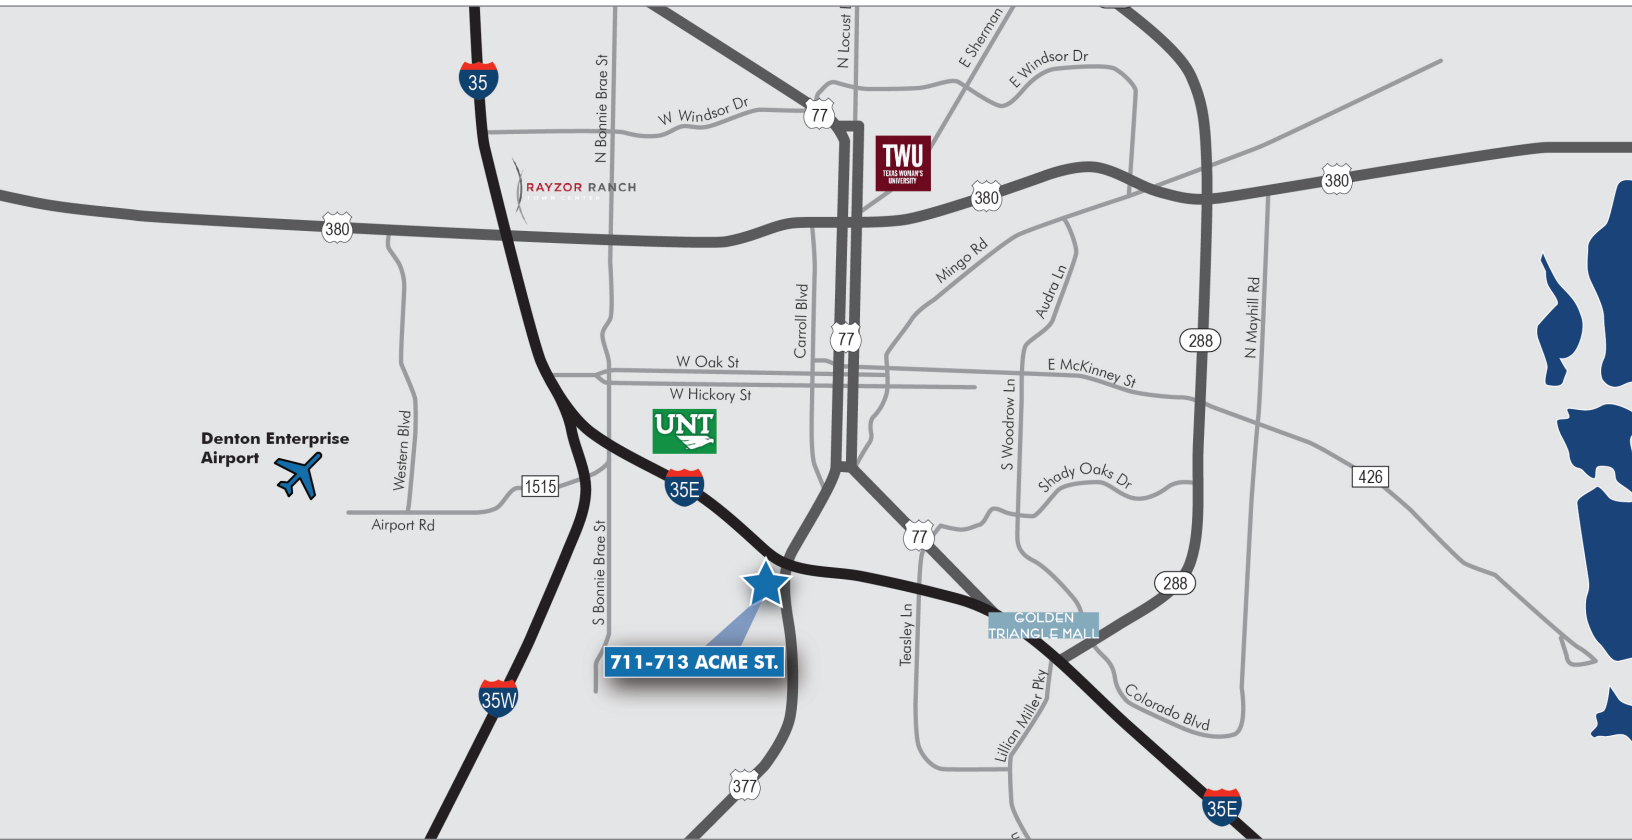 N Locust
E Sherman
35
N Bonnie Brae St
W Windsor Dr
77
E Windsor Dr
TWU
TEXAS WOMAN'S
UNIVERSITY
RAYZOR RANCH
TOWN CENTER
380
380
380
Mingo Rd
Audra Ln
Carroll Blvd
77
288
N Mayhill Rd
W Oak St
E McKinney St
W Hickory St
UNT
Denton Enterprise
Airport
Western Blvd
S Woodrow Ln
Shady Oaks Dr
426
1515
35E
Airport Rd
77
S Bonnie Brae St
288
Teasley Ln
GOLDEN
TRIANGLE MALL
711-713 ACME ST.
35W
Lillian Miller Pky
Colorado Blvd
377
35E